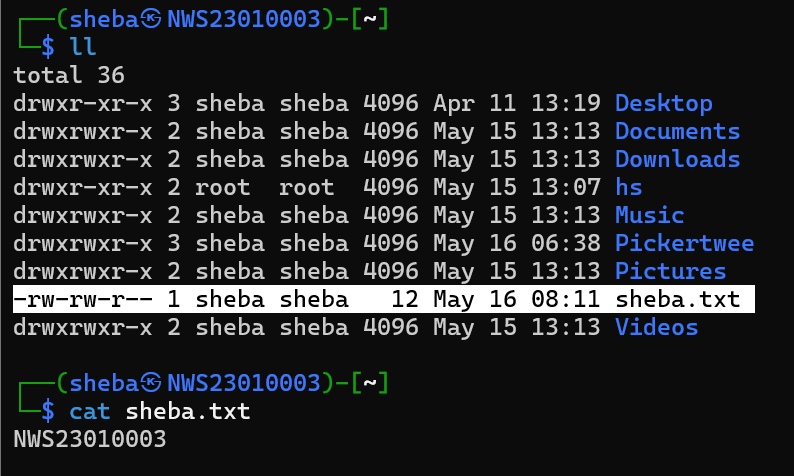 ┌──(sheba㉿NWS23010003)-[~]
└─$ ll
total 36
drwxr-xr-x 3 sheba sheba 4096 Apr 11 13:19 Desktop
drwxrwxr-x 2 sheba sheba 4096 May 15 13:13 Documents
drwxrwxr-x 2 sheba sheba 4096 May 15 13:13 Downloads
drwxr-xr-x 2 root  root  4096 May 15 13:07 hs
drwxrwxr-x 2 sheba sheba 4096 May 15 13:13 Music
drwxrwxr-x 3 sheba sheba 4096 May 16 06:38 Pickertwee
drwxrwxr-x 2 sheba sheba 4096 May 15 13:13 Pictures
-rw-rw-r-- 1 sheba sheba   12 May 16 08:11 sheba.txt
drwxrwxr-x 2 sheba sheba 4096 May 15 13:13 Videos
┌──(sheba㉿NWS23010003)-[~]
└─$ cat sheba.txt
NWS23010003